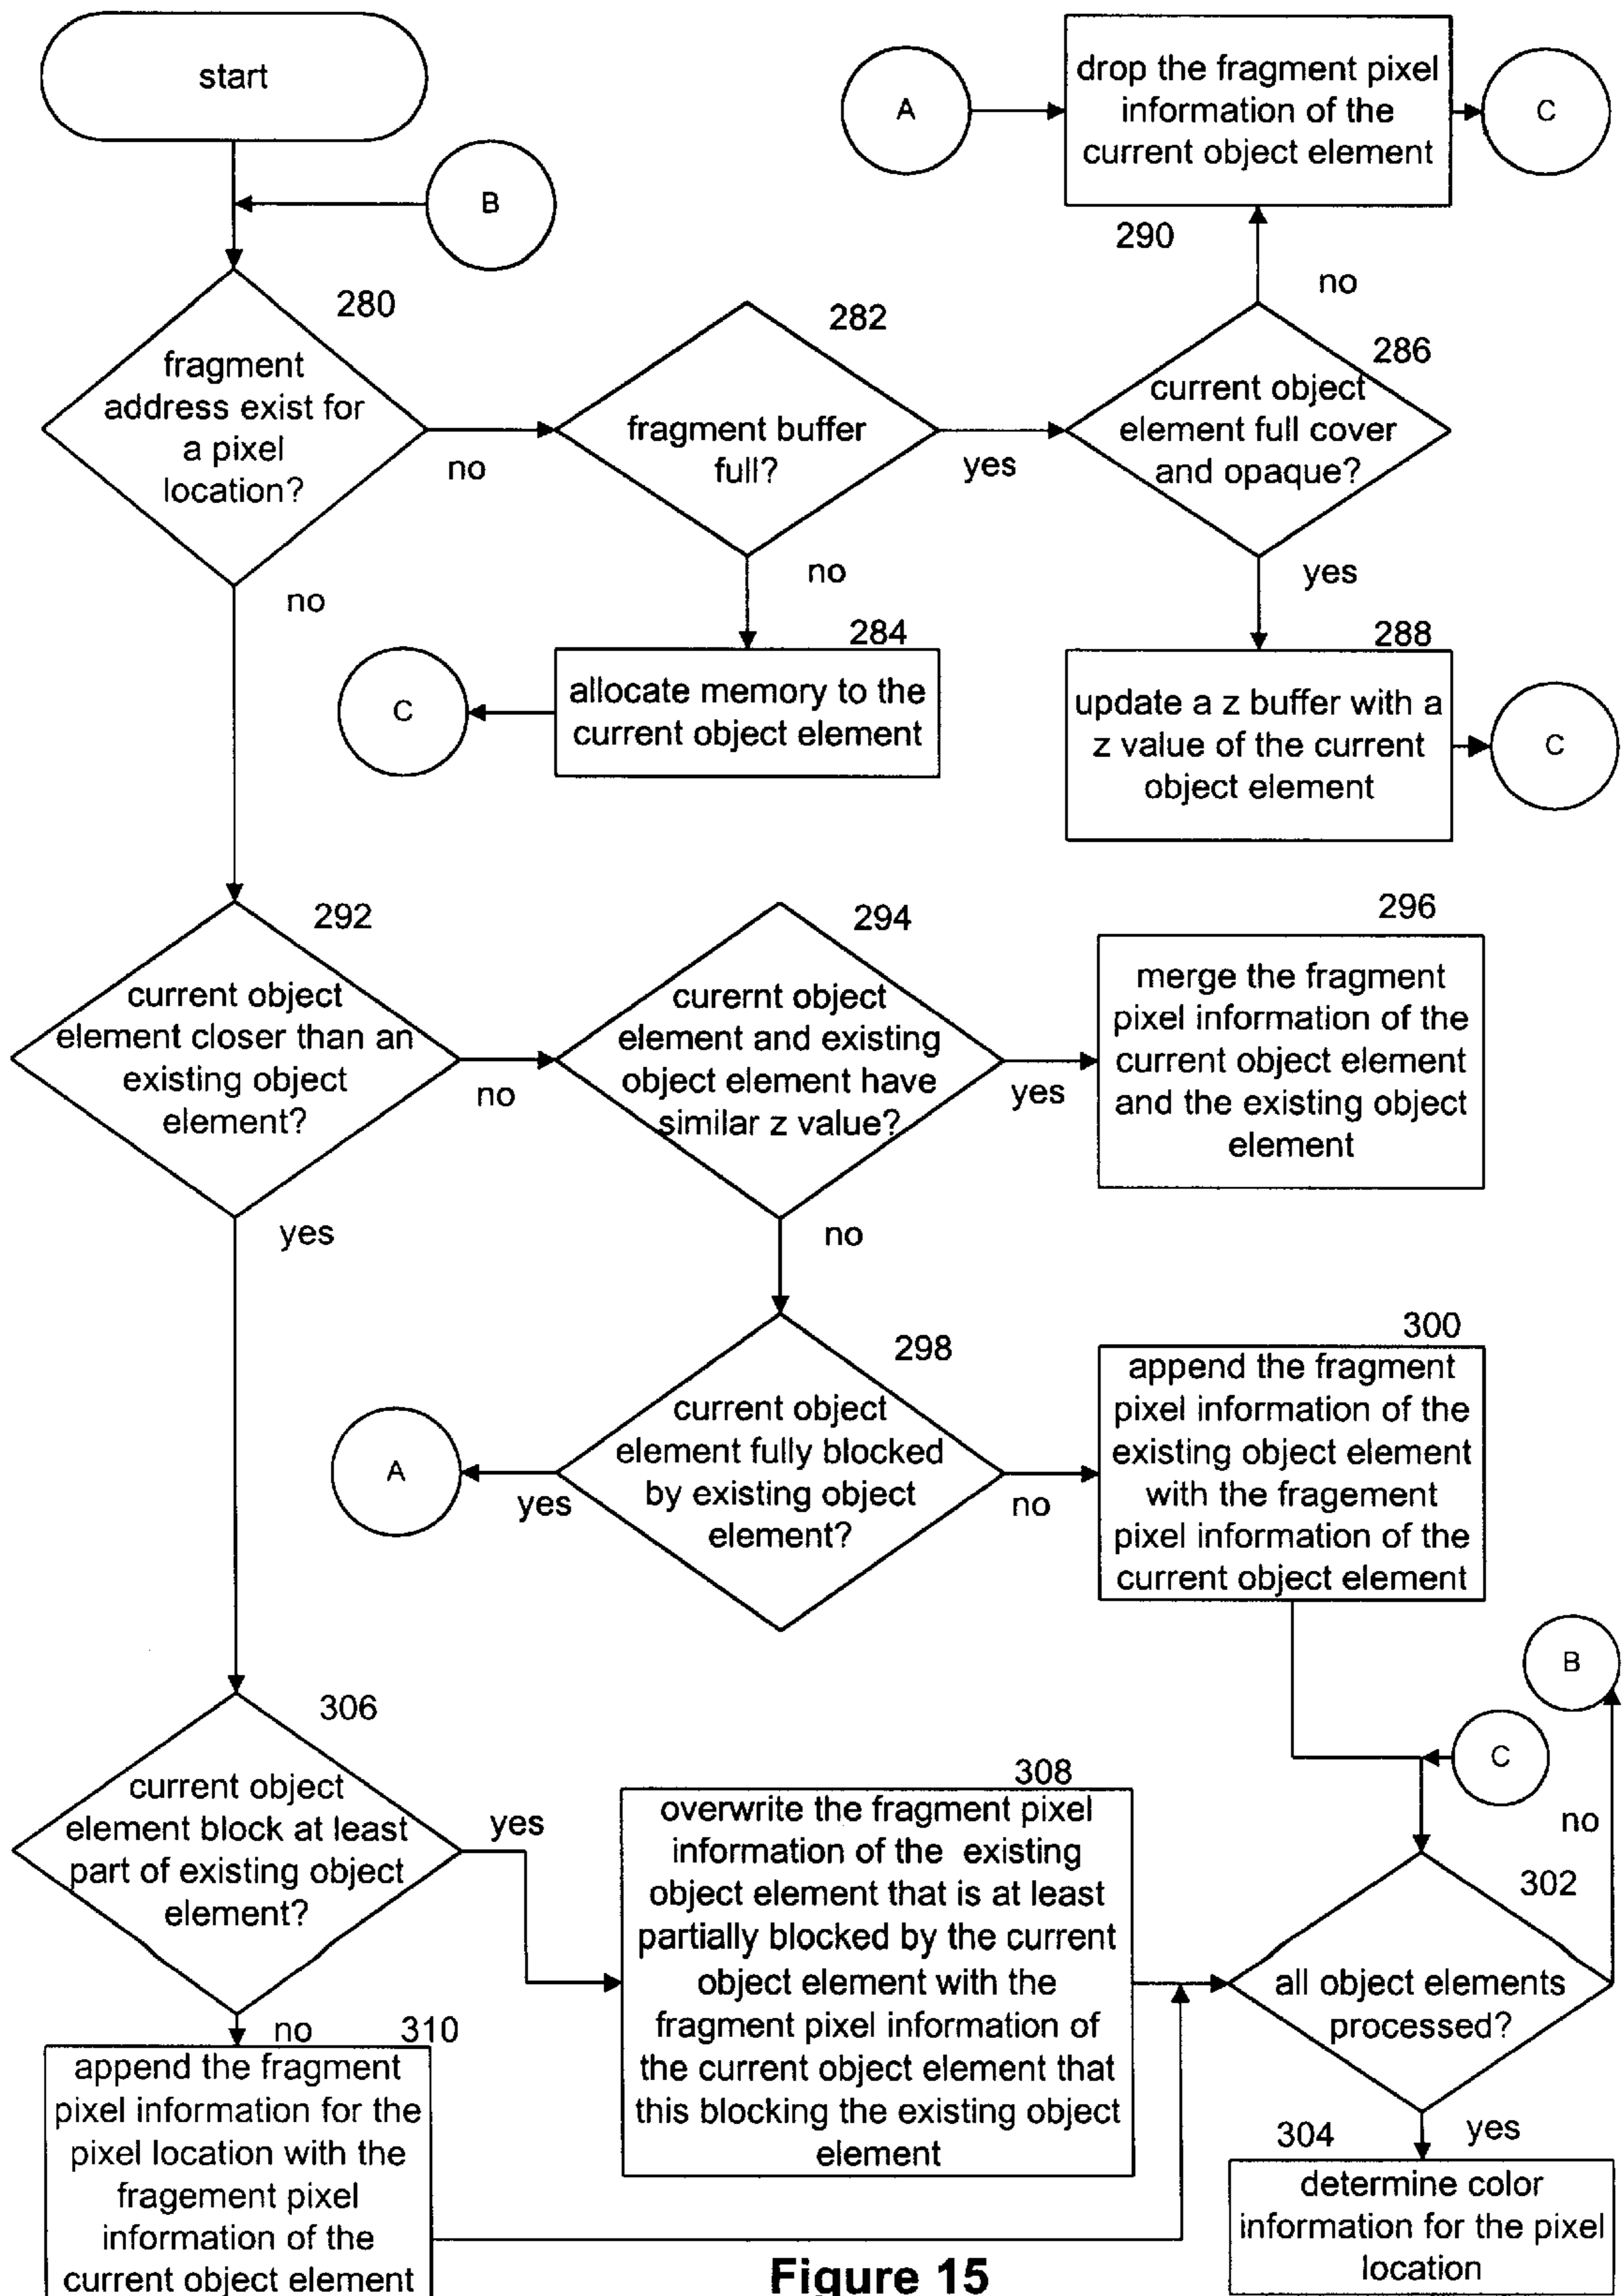 start
B
A
drop the fragment pixel
information of the
current object element
C
290
no
280
fragment
address exist for
a pixel
location?
no
no
282
fragment buffer
full?
yes
no
286
current object
element full cover
and opaque?
yes
284
allocate memory to the
current object element
C
288
update a z buffer with a
z value of the current
object element
C
292
current object
element closer than an
existing object
element?
no
yes
294
curernt object
element and existing
object element have
similar z value?
yes
no
296
merge the fragment
pixel information of the
current object element
and the existing object
element
298
current object
element fully blocked
by existing object
element?
yes
no
A
300
append the fragment
pixel information of the
existing object element
with the fragement
pixel information of the
current object element
B
C
no
306
current object
element block at least
part of existing object
element?
yes
no
308
overwrite the fragment pixel
information of the existing
object element that is at least
partially blocked by the current
object element with the
fragment pixel information of
the current object element that
this blocking the existing object
element
302
all object elements
processed?
yes
310
append the fragment
pixel information for the
pixel location with the
fragement pixel
information of the
current object element
304
determine color
information for the pixel
location
Figure 15